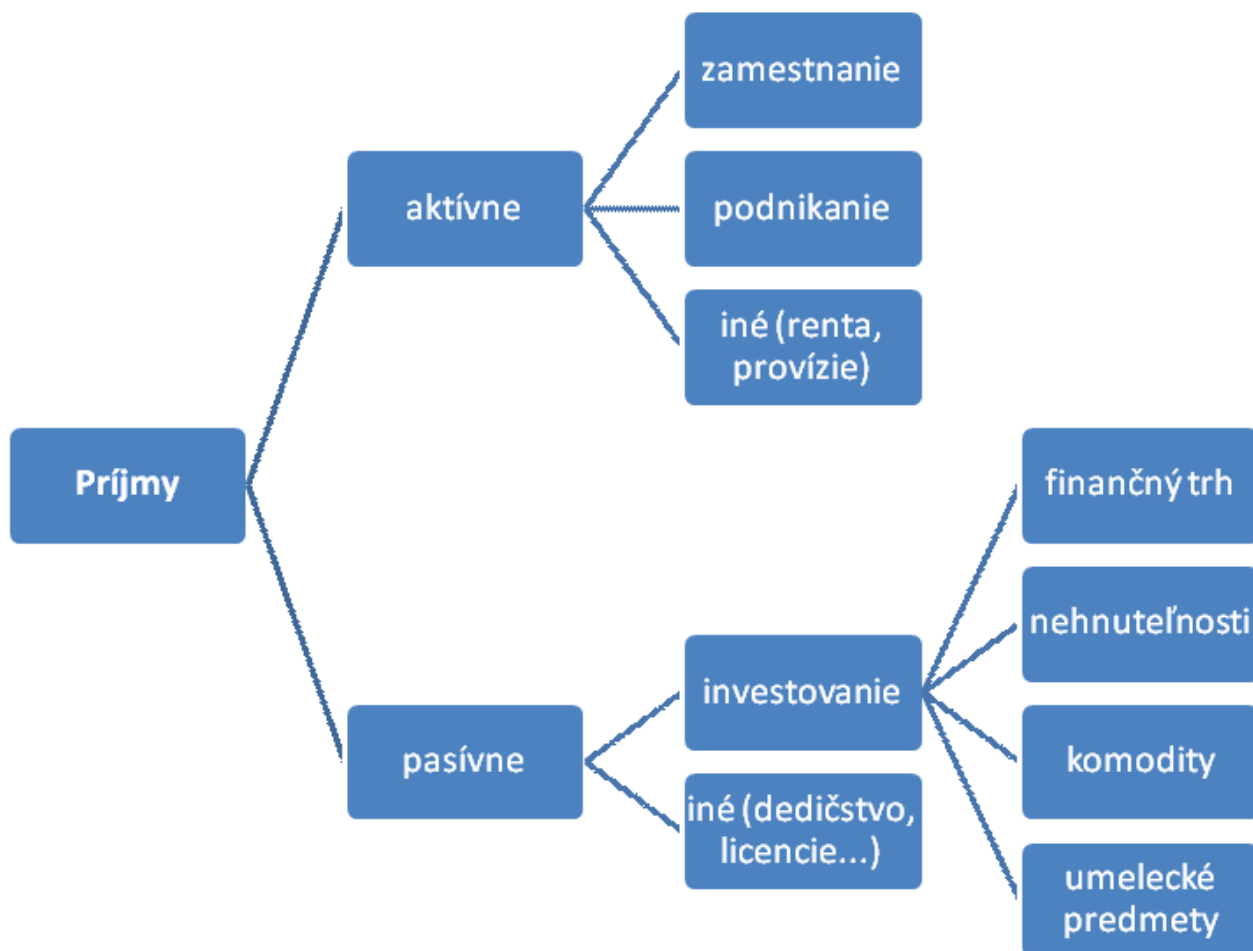 zamestnanie
aktívne
podnikanie
iné (renta,
provízie)
Príjmy
finančný trh
nehnuteľnosti
investovanie
pasívne
komodity
iné (dedičstvo,
licencie...)
umelecké
predmety